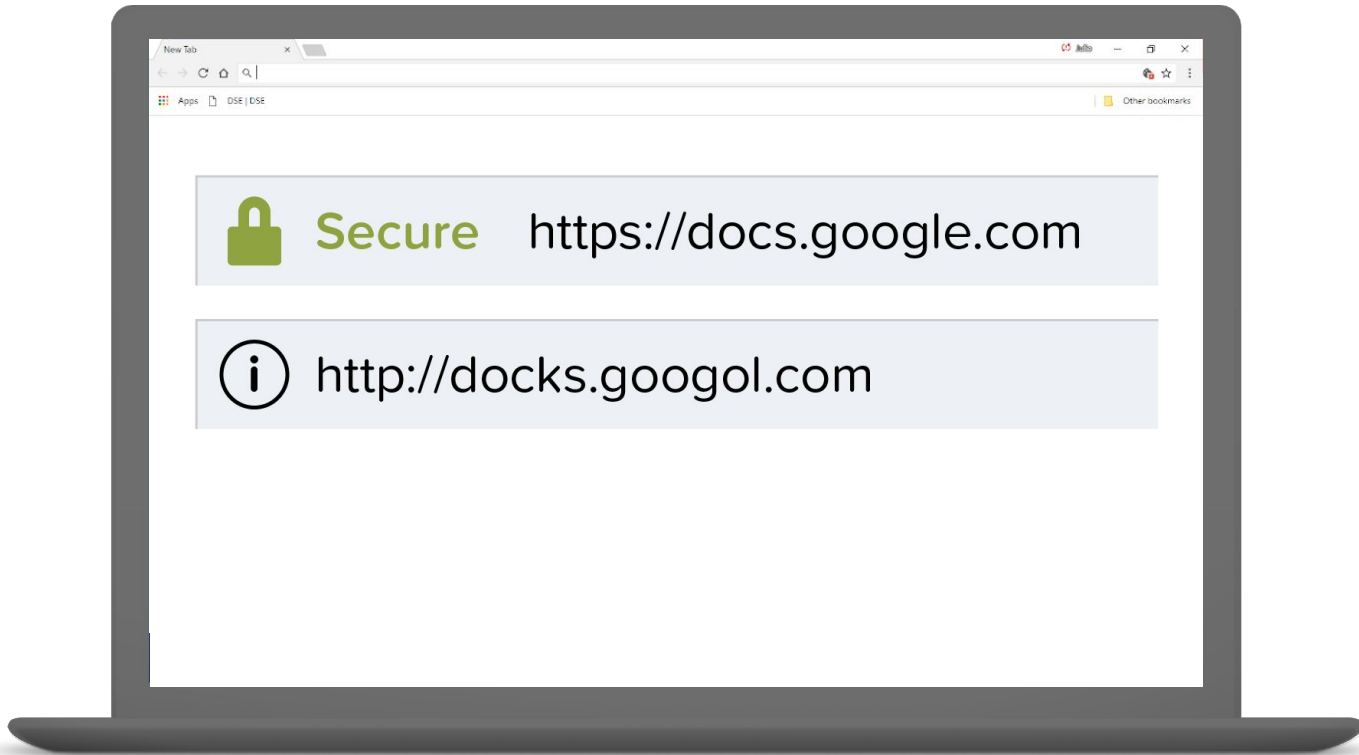 New Tab
Apps DSE | DSE Other bookmarks
Secure https://docs.google.com
i http://docks.googol.com